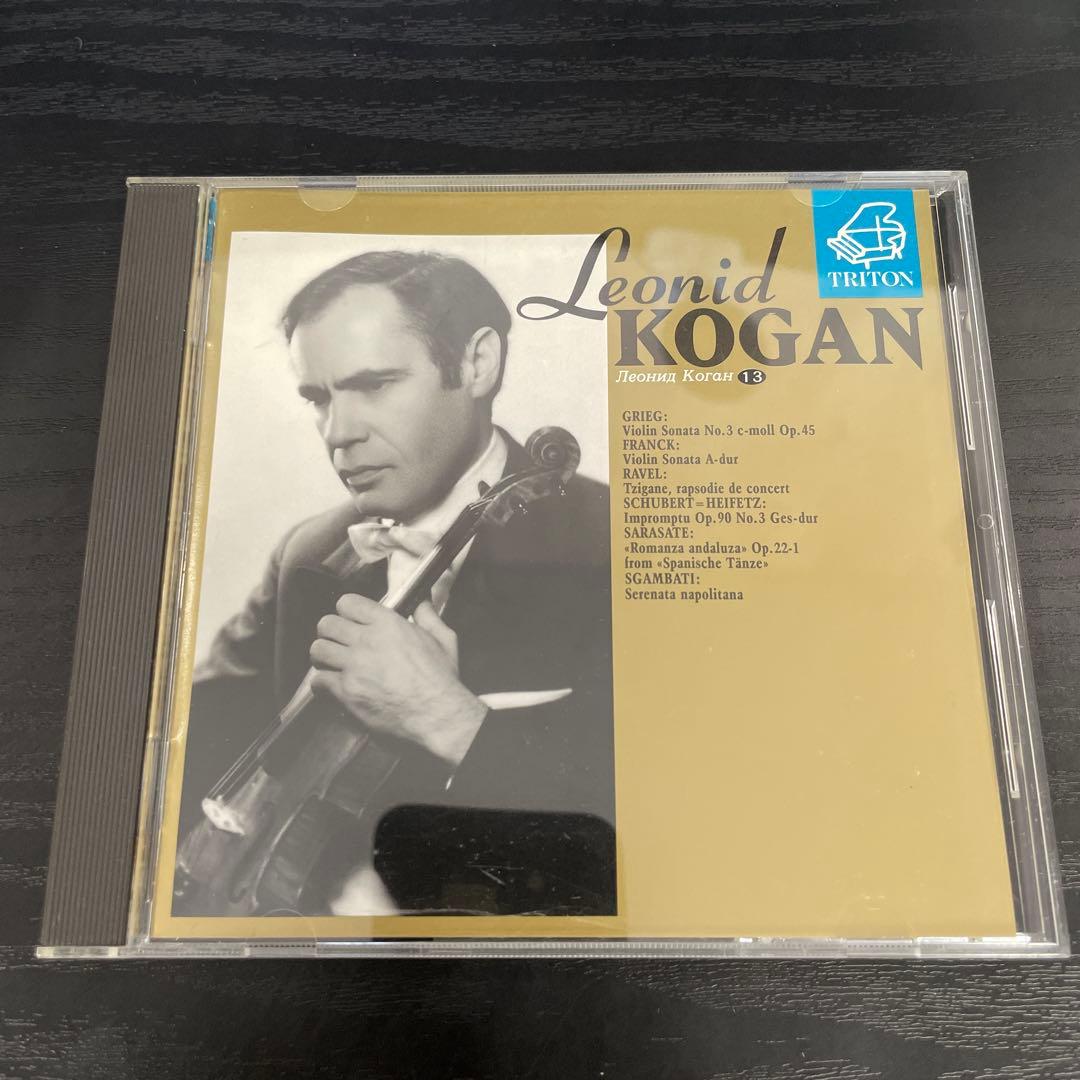 TRITON
Leonid
KOGAN
Леонид Коган 13
GRIEG:
Violin Sonata No.3 c-moll Op.45
FRANCK:
Violin Sonata A-dur
RAVEL:
Tzigane, rapsodie de concert
SCHUBERT=HEIFETZ:
Impromptu Op.90 No.3 Ges-dur
SARASATE:
«Romanza andaluza» Op.22-1
from «Spanische Tänze»
SGAMBATI:
Serenata napolitana